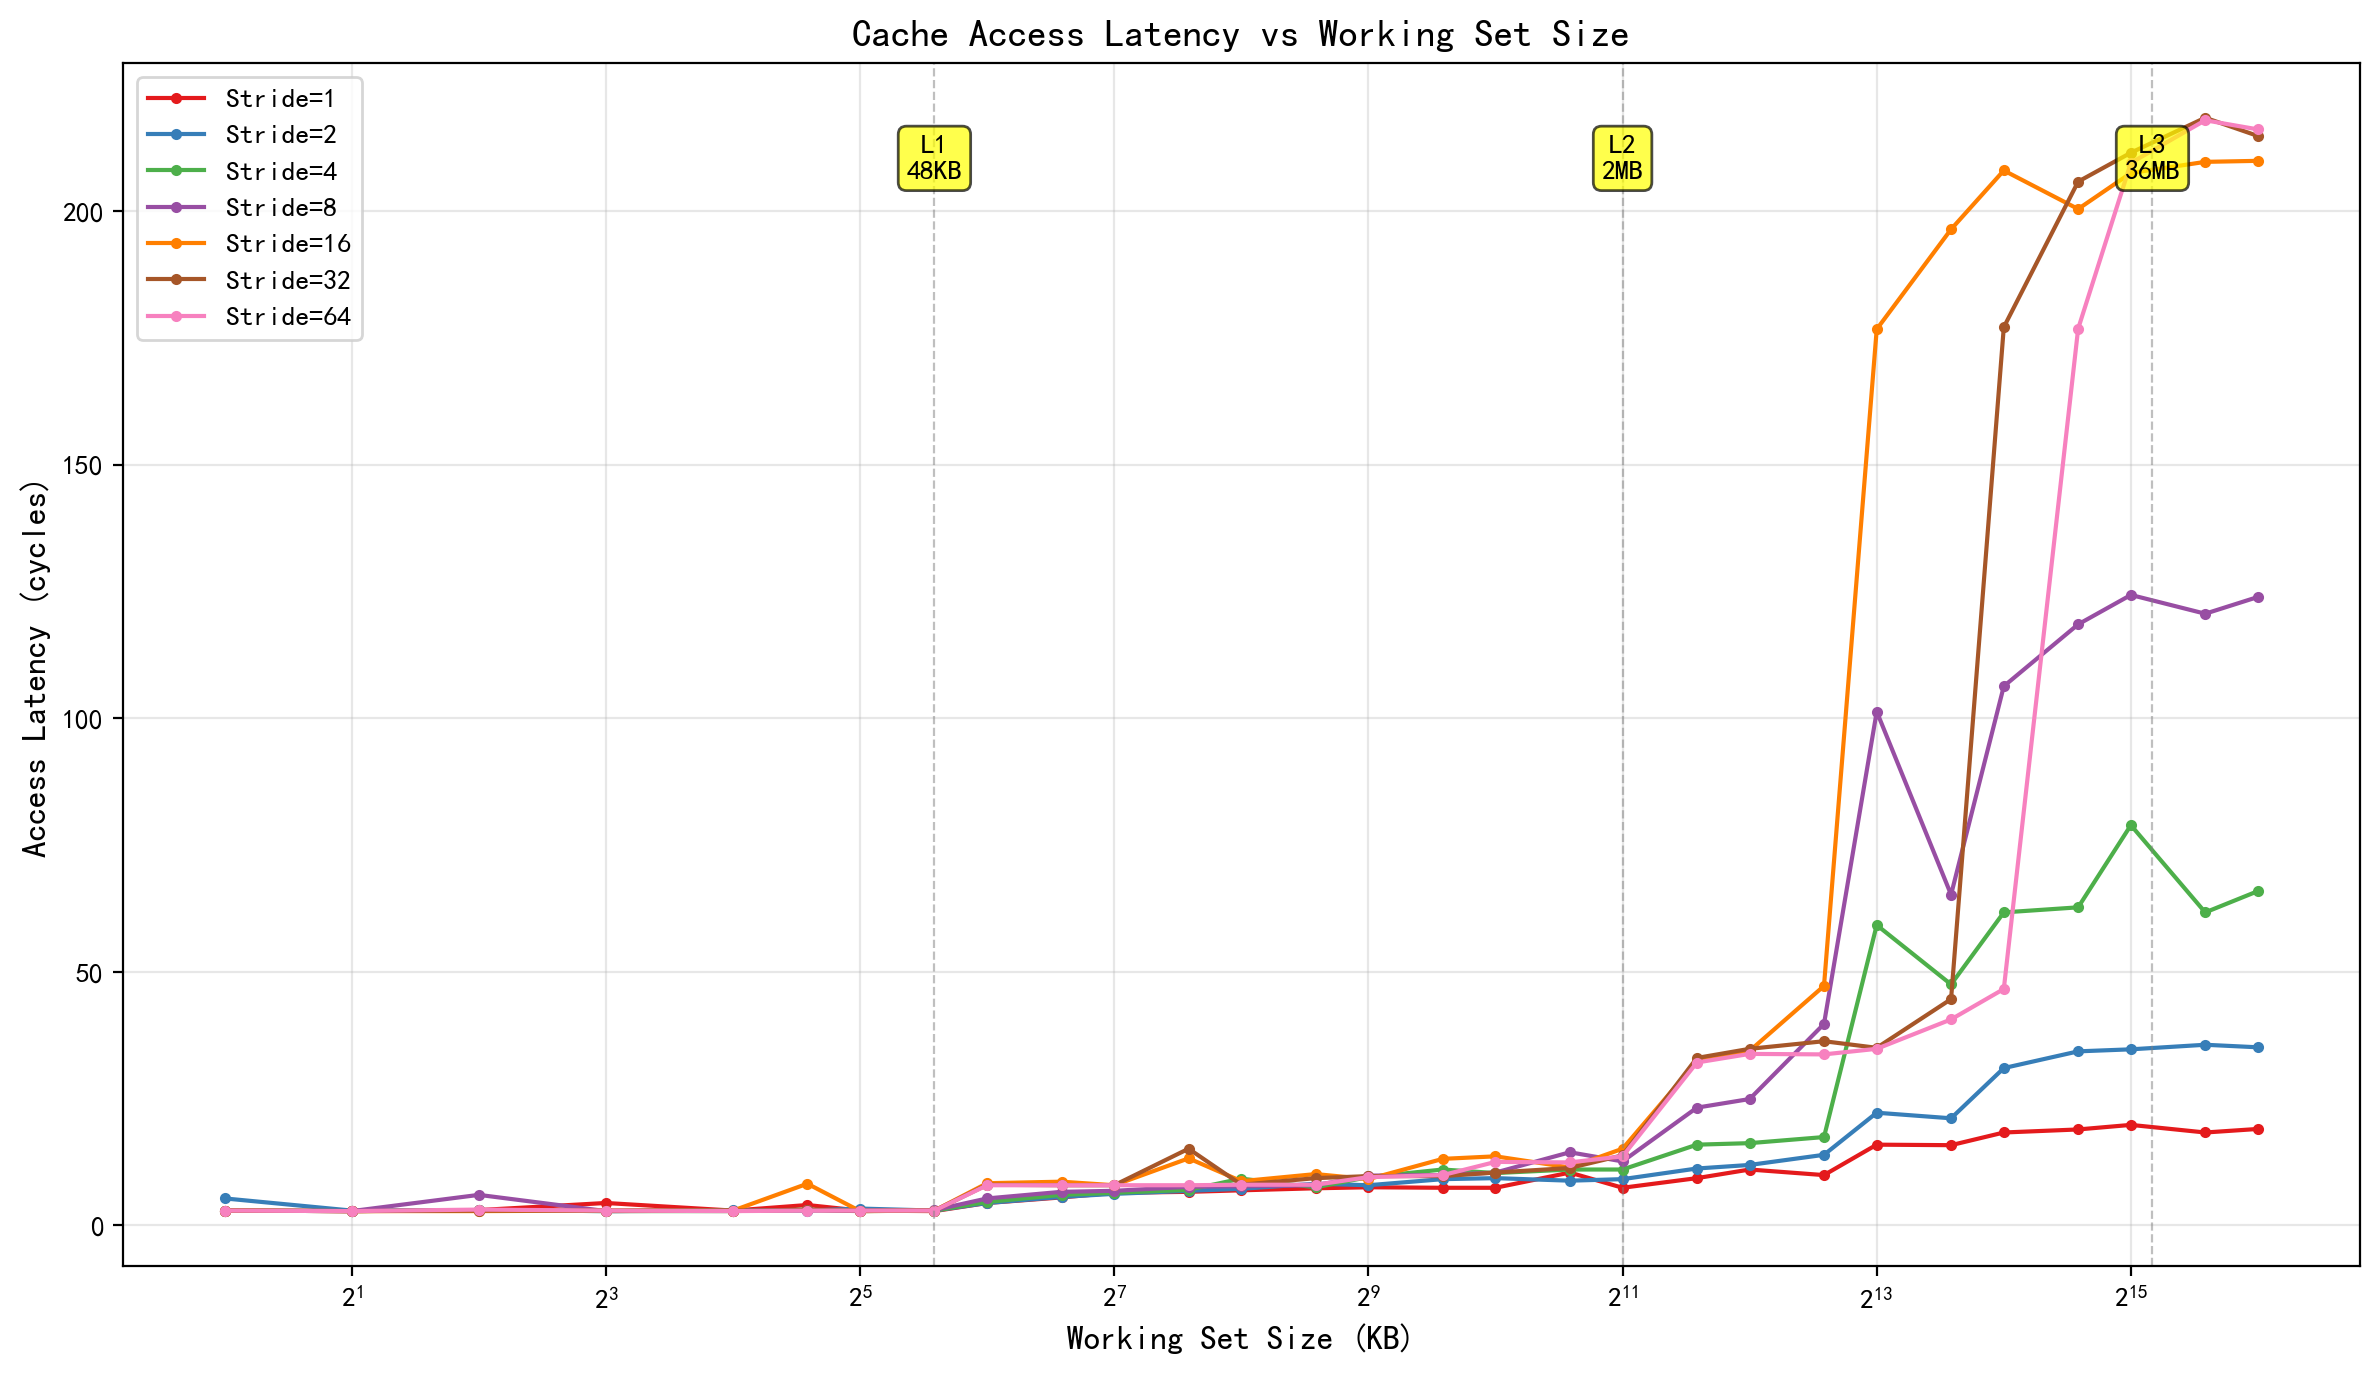 Cache Access Latency vs Working Set Size
Stride=1
Stride=2
Stride=4
Stride=8
Stride=16
Stride=32
Stride=64
L1
48KB
L2
2MB
L3
36MB
Access Latency (cycles)
200
150
100
50
0
2¹
2³
2⁵
2⁷
2⁹
2¹¹
2¹³
2¹⁵
Working Set Size (KB)